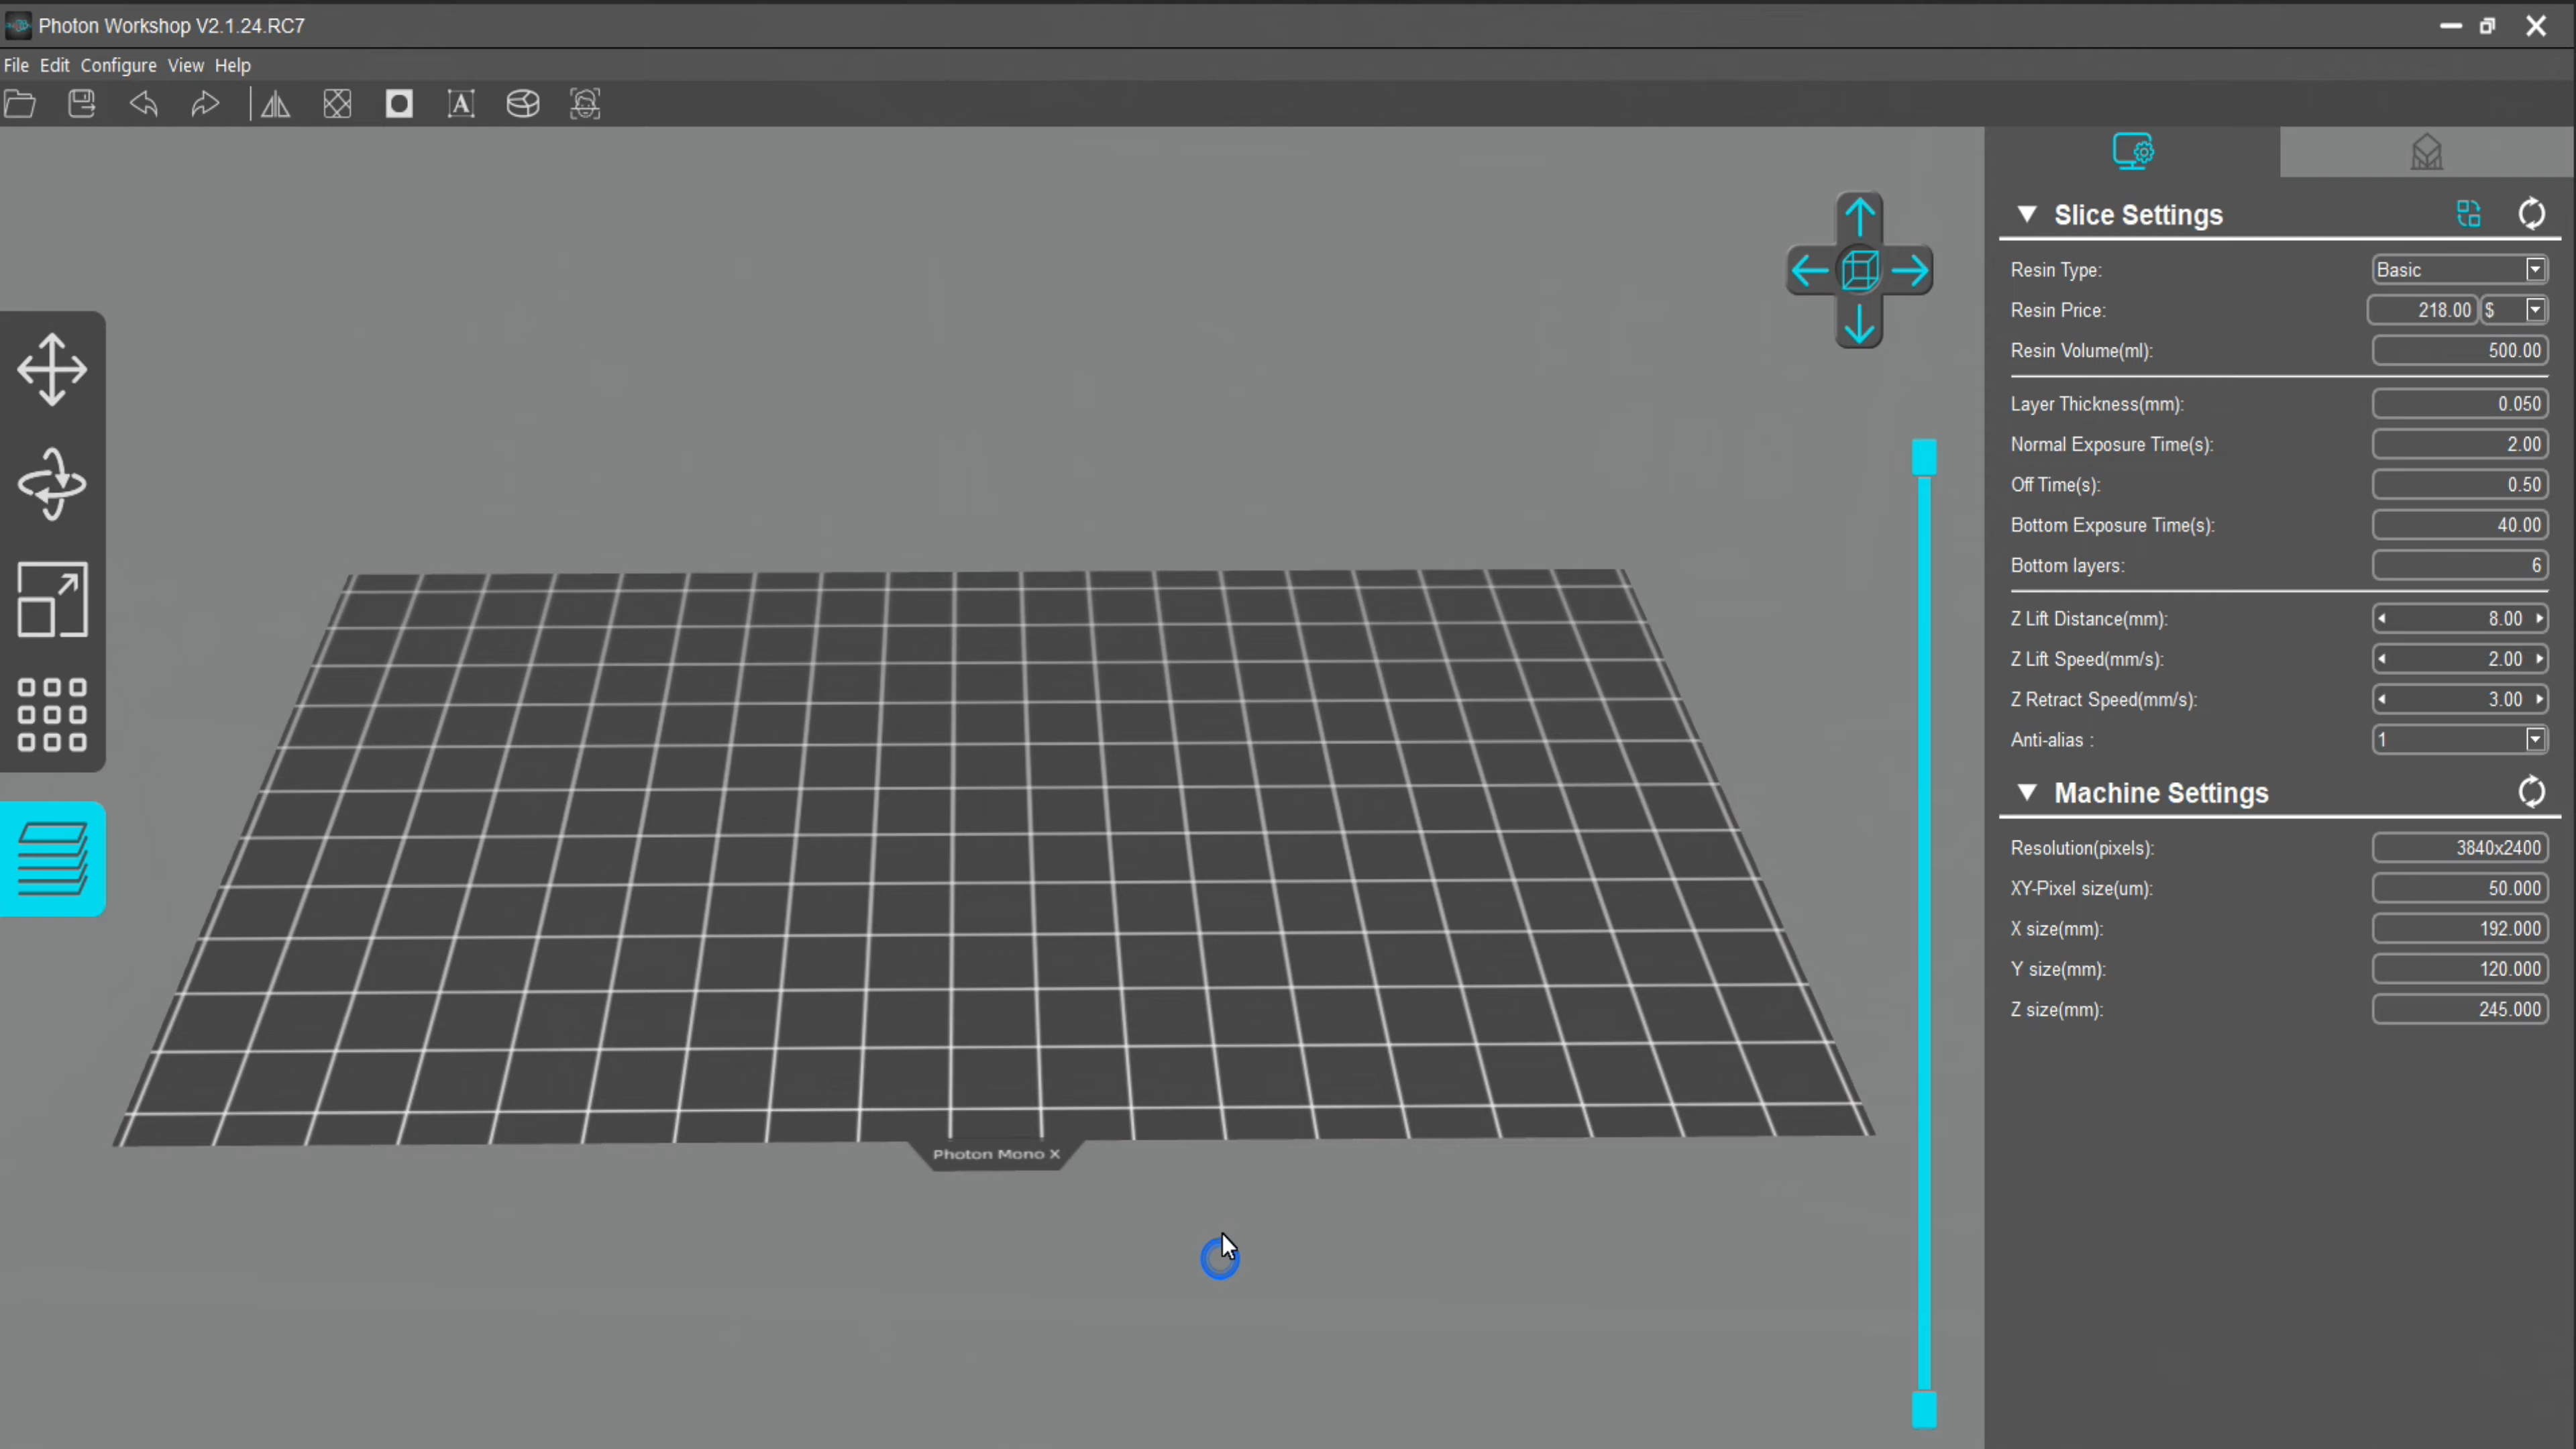 Photon Workshop V2.1.24.RC7
File Edit Configure View Help
A
Slice Settings
Resin Type: Basic
Resin Price: 218.00 $
Resin Volume(ml): 500.00
Layer Thickness(mm): 0.050
Normal Exposure Time(s): 2.00
Off Time(s): 0.50
Bottom Exposure Time(s): 40.00
Bottom layers: 6
Z Lift Distance(mm): 8.00
Z Lift Speed(mm/s): 2.00
Z Retract Speed(mm/s): 3.00
Anti-alias : 1
Machine Settings
Resolution(pixels): 3840x2400
XY-Pixel size(um): 50.000
X size(mm): 192.000
Y size(mm): 120.000
Z size(mm): 245.000
Photon Mono X